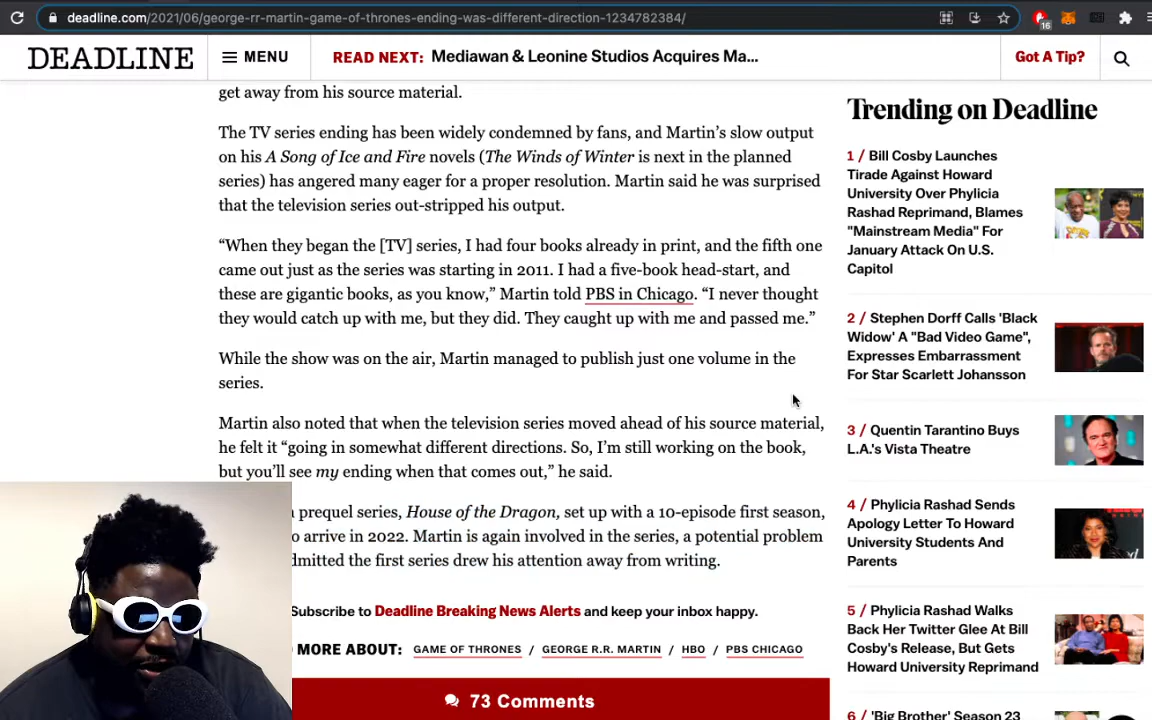 deadline.com/2021/06/george-rr-martin-game-of-thrones-ending-was-different-direction-1234782384/
16
DEADLINE
MENU
READ NEXT: Mediawan & Leonine Studios Acquires Ma...
Got A Tip?
get away from his source material.
The TV series ending has been widely condemned by fans, and Martin’s slow output
on his A Song of Ice and Fire novels (The Winds of Winter is next in the planned
series) has angered many eager for a proper resolution. Martin said he was surprised
that the television series out-stripped his output.
“When they began the [TV] series, I had four books already in print, and the fifth one
came out just as the series was starting in 2011. I had a five-book head-start, and
these are gigantic books, as you know,” Martin told PBS in Chicago. “I never thought
they would catch up with me, but they did. They caught up with me and passed me.”
While the show was on the air, Martin managed to publish just one volume in the
series.
Martin also noted that when the television series moved ahead of his source material,
he felt it “going in somewhat different directions. So, I’m still working on the book,
but you’ll see my ending when that comes out,” he said.
prequel series, House of the Dragon, set up with a 10-episode first season,
o arrive in 2022. Martin is again involved in the series, a potential problem
dmitted the first series drew his attention away from writing.
Subscribe to Deadline Breaking News Alerts and keep your inbox happy.
MORE ABOUT: GAME OF THRONES / GEORGE R.R. MARTIN / HBO / PBS CHICAGO
73 Comments
Trending on Deadline
1 / Bill Cosby Launches
Tirade Against Howard
University Over Phylicia
Rashad Reprimand, Blames
"Mainstream Media" For
January Attack On U.S.
Capitol
2 / Stephen Dorff Calls 'Black
Widow' A "Bad Video Game",
Expresses Embarrassment
For Star Scarlett Johansson
3 / Quentin Tarantino Buys
L.A.'s Vista Theatre
4 / Phylicia Rashad Sends
Apology Letter To Howard
University Students And
Parents
5 / Phylicia Rashad Walks
Back Her Twitter Glee At Bill
Cosby's Release, But Gets
Howard University Reprimand
6 / 'Big Brother' Season 23